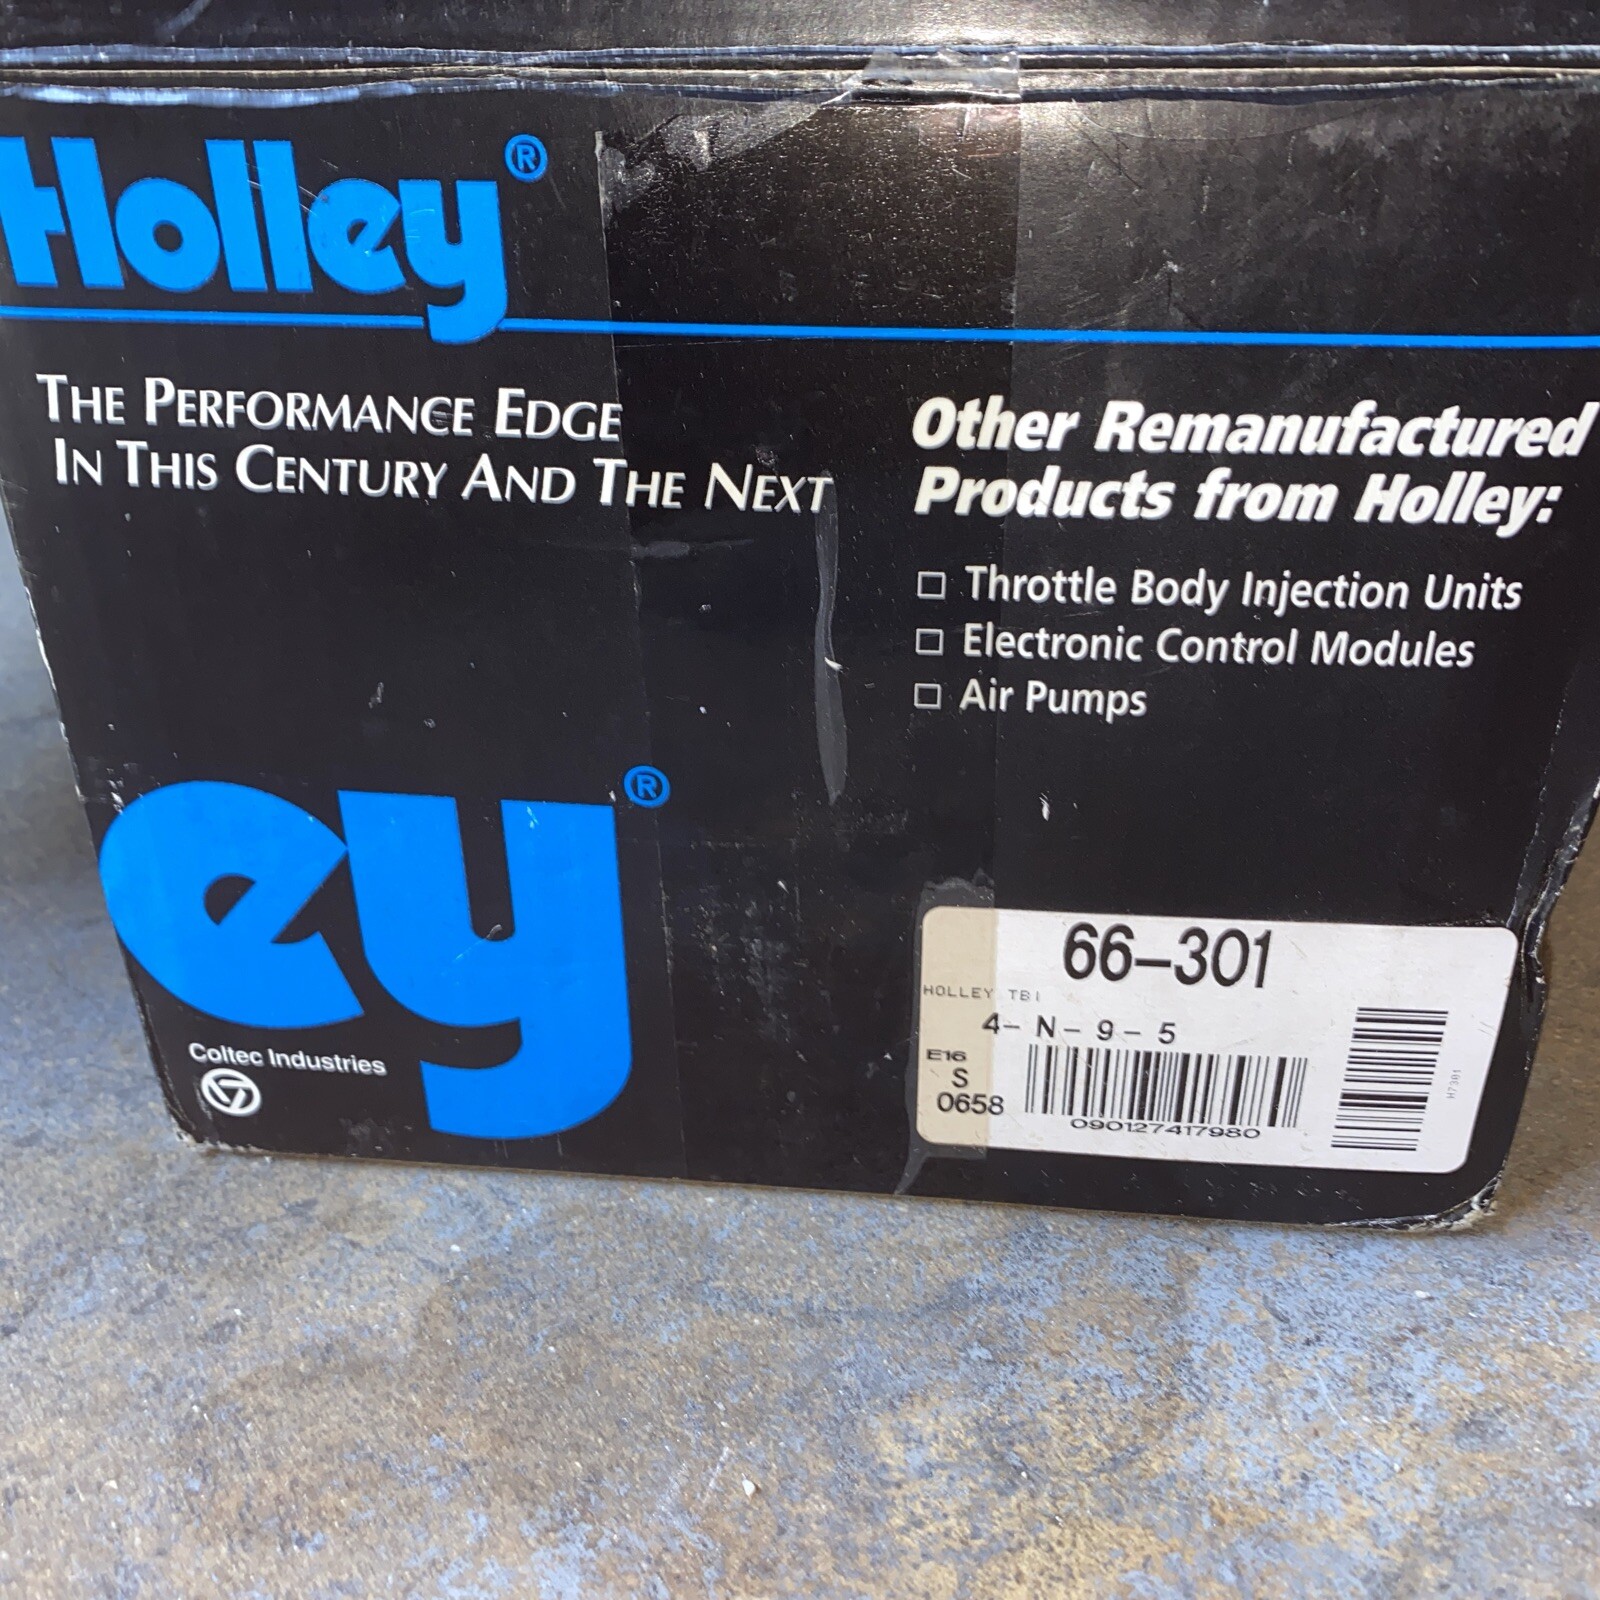 Holley®
THE PERFORMANCE EDGE
IN THIS CENTURY AND THE NEXT
Other Remanufactured
Products from Holley:
□ Throttle Body Injection Units
□ Electronic Control Modules
□ Air Pumps
ey®
Coltec Industries
66-301
HOLLEY TBI
4-N-9-5
E16
S
0658
090127417980
H7301